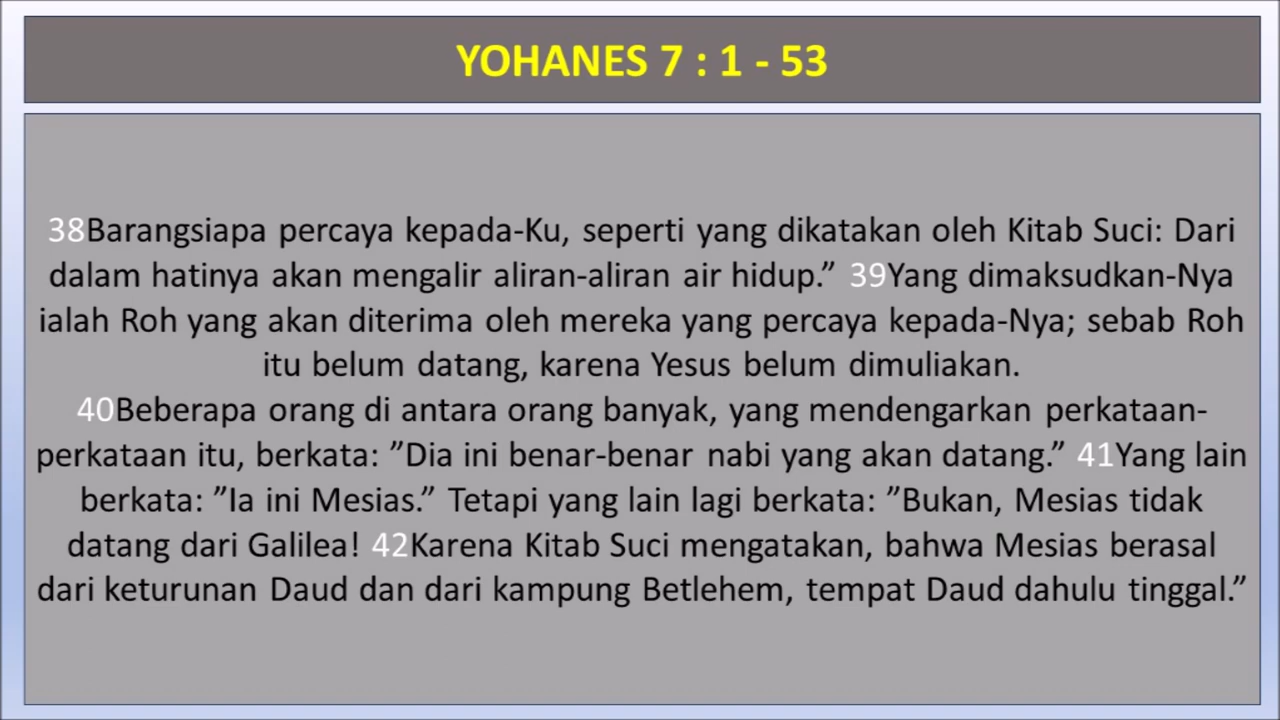 YOHANES 7 : 1 - 53
38Barangsiapa percaya kepada-Ku, seperti yang dikatakan oleh Kitab Suci: Dari
dalam hatinya akan mengalir aliran-aliran air hidup.” 39Yang dimaksudkan-Nya
ialah Roh yang akan diterima oleh mereka yang percaya kepada-Nya; sebab Roh
itu belum datang, karena Yesus belum dimuliakan.
40Beberapa orang di antara orang banyak, yang mendengarkan perkataan-
perkataan itu, berkata: ”Dia ini benar-benar nabi yang akan datang.” 41Yang lain
berkata: ”Ia ini Mesias.” Tetapi yang lain lagi berkata: ”Bukan, Mesias tidak
datang dari Galilea! 42Karena Kitab Suci mengatakan, bahwa Mesias berasal
dari keturunan Daud dan dari kampung Betlehem, tempat Daud dahulu tinggal.”